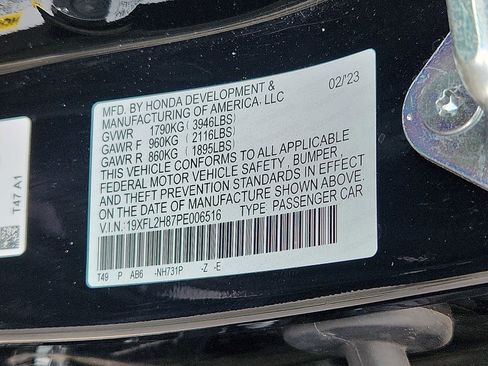 MFD. BY HONDA DEVELOPMENT & 02/'23
MANUFACTURING OF AMERICA, LLC
GVWR 1790KG ( 3946LBS)
GAWR F 960KG ( 2116LBS)
GAWR R 860KG ( 1895LBS)
THIS VEHICLE CONFORMS TO ALL APPLICABLE
FEDERAL MOTOR VEHICLE SAFETY, BUMPER
AND THEFT PREVENTION STANDARDS IN EFFECT
ON THE DATE OF MANUFACTURE SHOWN ABOVE.
V.I.N.:19XFL2H87PE006516 TYPE PASSENGER CAR
T49 P AB6 -NH731P -Z -E
T47 A1